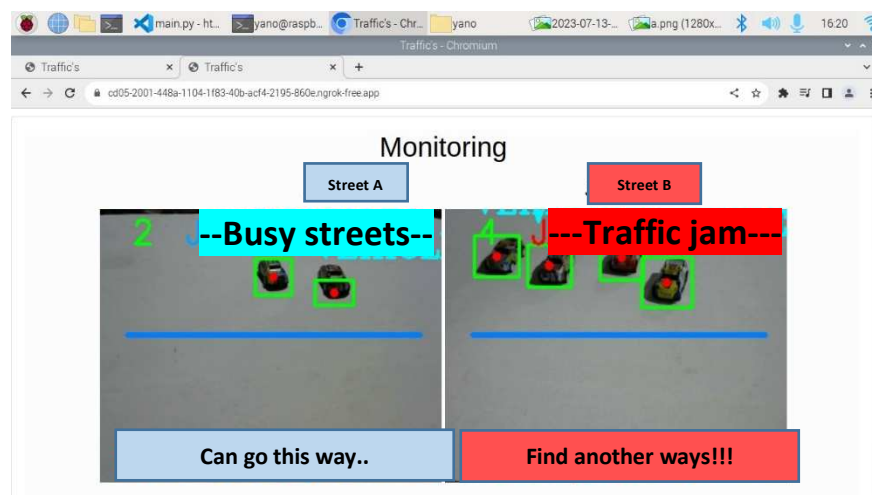 main.py - ht... yano@raspb... Traffic's - Chr... yano 2023-07-13-... a.png (1280x... 16:20
Traffic's - Chromium
Traffic's × Traffic's × +
cd05-2001-448a-1104-1f83-40b-acf4-2195-860e.ngrok-free.app
Monitoring
Street A
Street B
2
--Busy streets--
4
---Traffic jam---
Can go this way..
Find another ways!!!